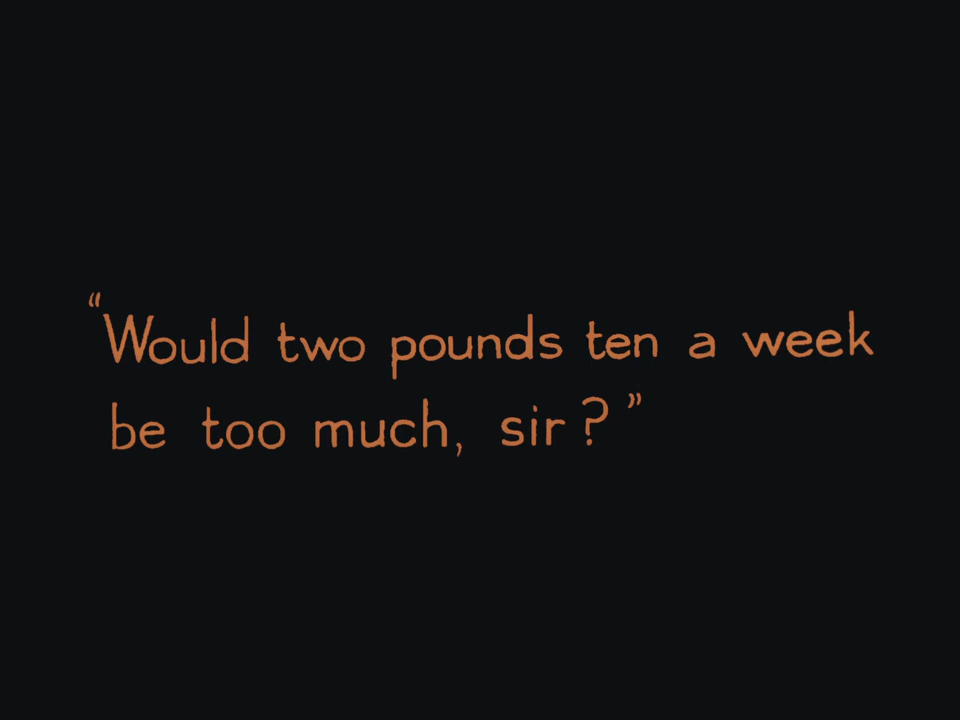 “Would two pounds ten a week
be too much, sir?”